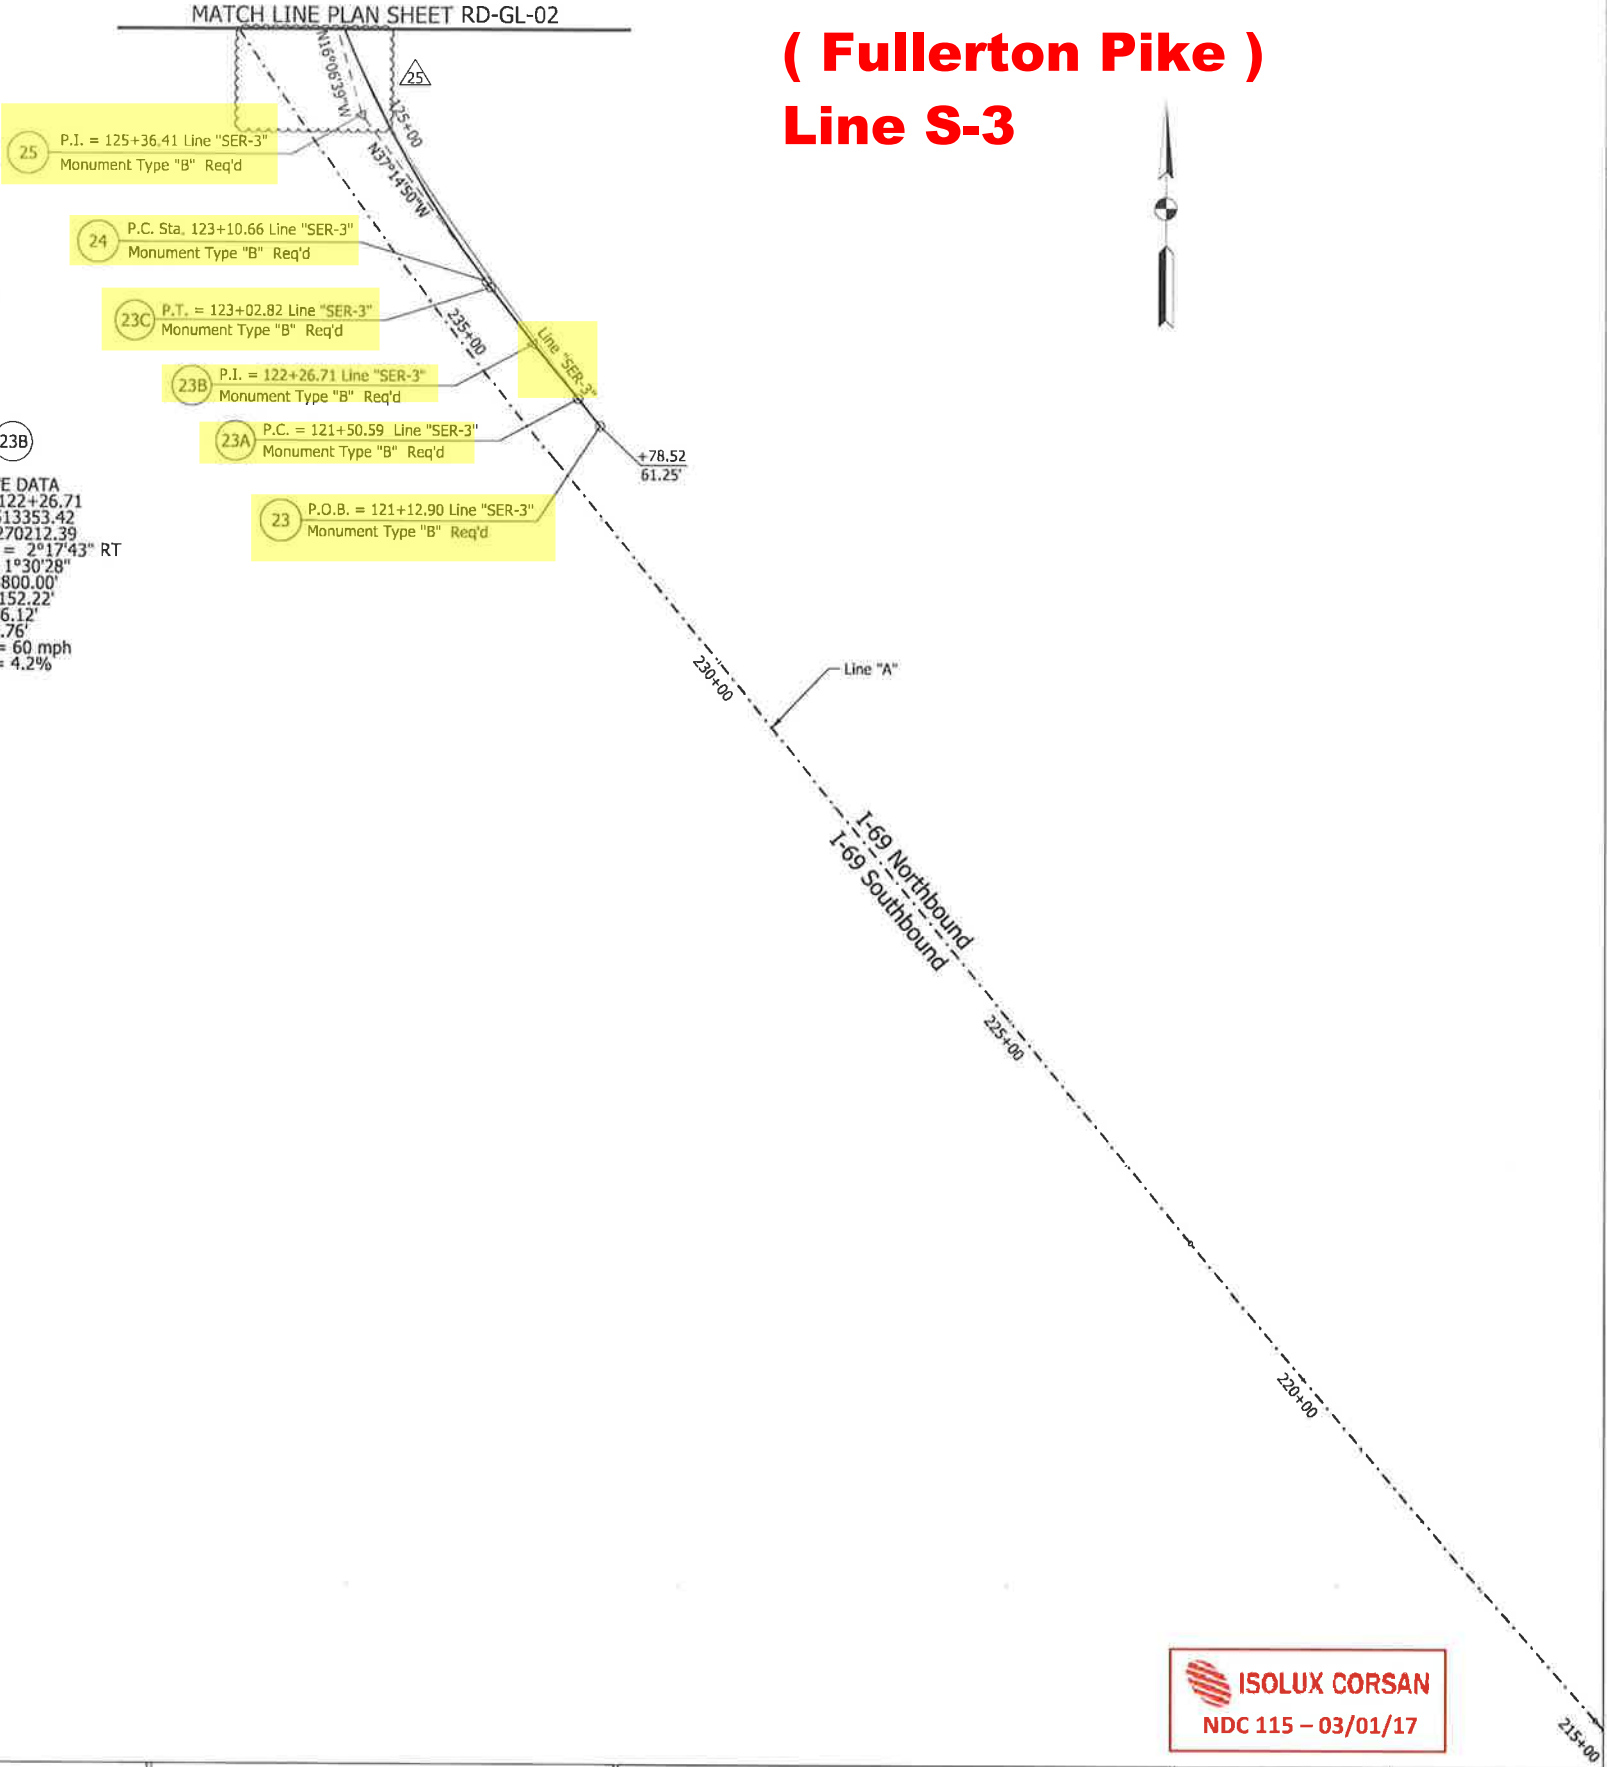 MATCH LINE PLAN SHEET RD-GL-02
( Fullerton Pike )
Line S-3
N16°06'39"W
25
125+00
N37°14'50"W
25
P.I. = 125+36.41 Line "SER-3"
Monument Type "B" Req'd
24
P.C. Sta. 123+10.66 Line "SER-3"
Monument Type "B" Req'd
23C
P.T. = 123+02.82 Line "SER-3"
Monument Type "B" Req'd
235+00
Line "SER-3"
23B
P.I. = 122+26.71 Line "SER-3"
Monument Type "B" Req'd
23A
P.C. = 121+50.59 Line "SER-3"
Monument Type "B" Req'd
+78.52
61.25'
23
P.O.B. = 121+12.90 Line "SER-3"
Monument Type "B" Req'd
23B
E DATA
122+26.71
513353.42
270212.39
= 2°17'43" RT
1°30'28"
800.00'
152.22'
6.12'
.76'
= 60 mph
= 4.2%
230+00
Line "A"
I-69 Northbound
I-69 Southbound
225+00
220+00
215+00
ISOLUX CORSAN
NDC 115 – 03/01/17